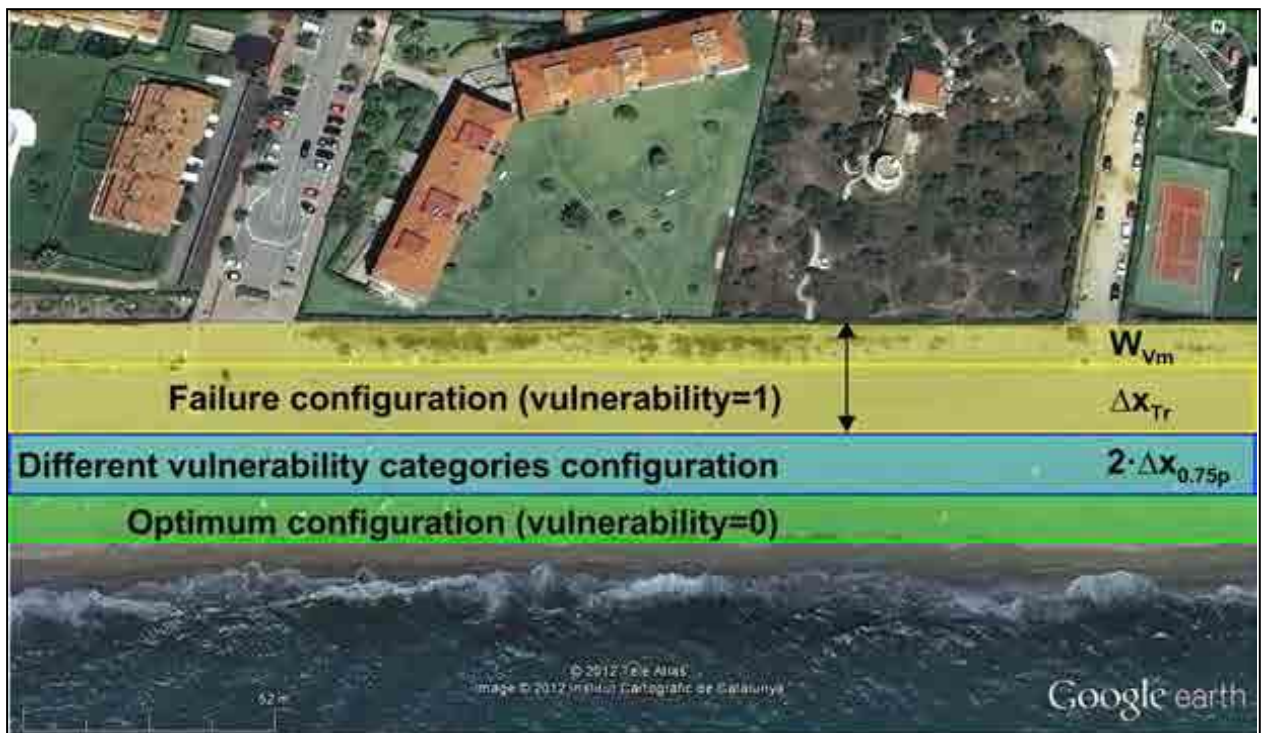 W_Vm
Failure configuration (vulnerability=1)
Δx_Tr
Different vulnerability categories configuration
2·Δx_0.75p
Optimum configuration (vulnerability=0)
© 2012 Tele Atlas
Image © 2012 Institut Cartogràfic de Catalunya
52 m
Google earth